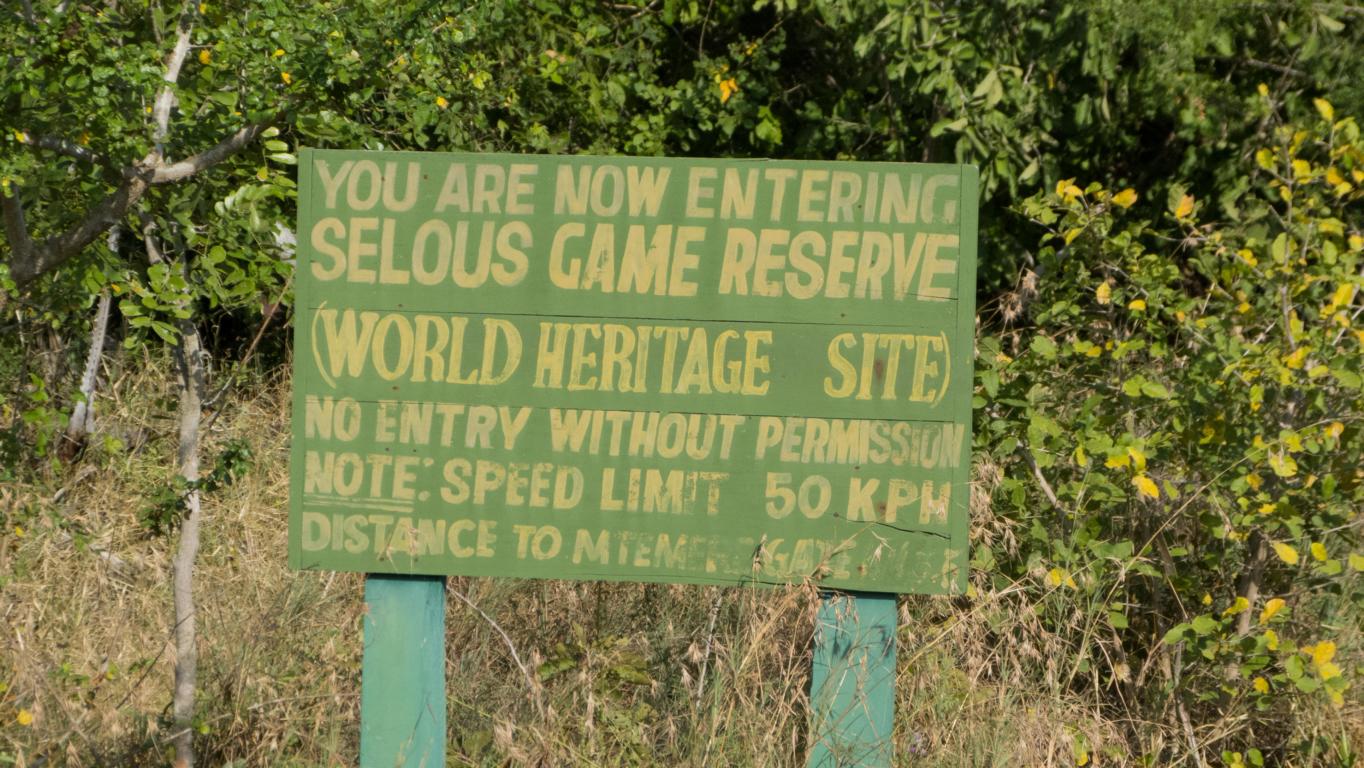 YOU ARE NOW ENTERING
SELOUS GAME RESERVE
(WORLD HERITAGE SITE)
NO ENTRY WITHOUT PERMISSION
NOTE: SPEED LIMIT 50 KPH
DISTANCE TO GATE